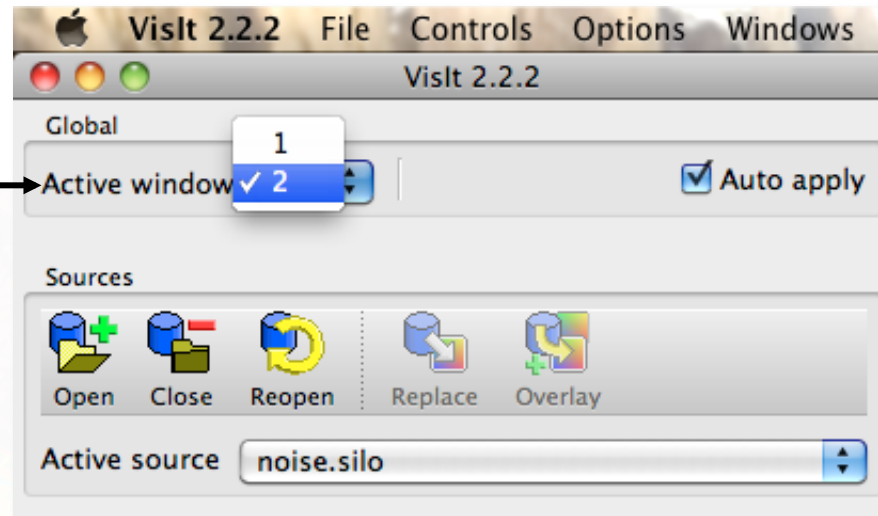 VisIt 2.2.2 File Controls Options Windows
VisIt 2.2.2
Global
1
Active window ✓ 2 Auto apply
Sources
Open Close Reopen Replace Overlay
Active source noise.silo